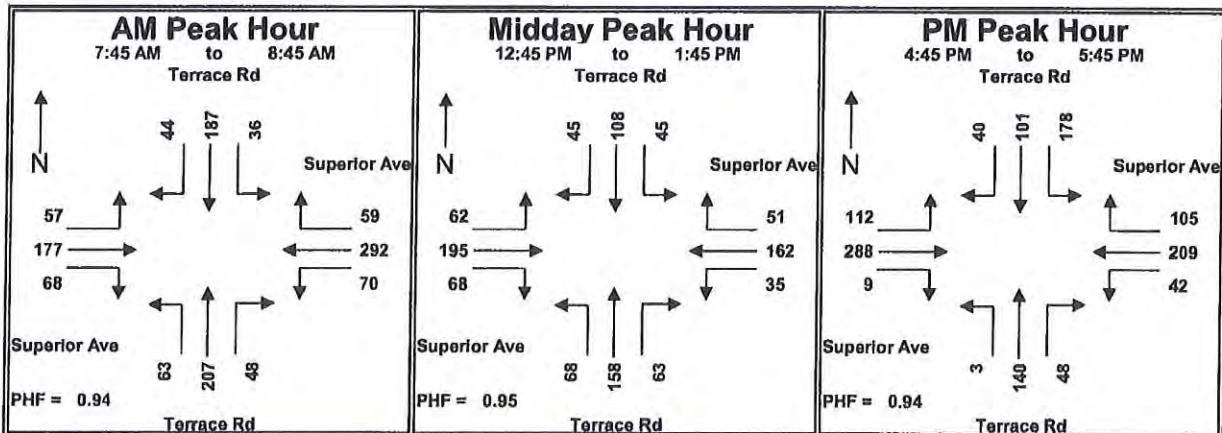 AM Peak Hour
7:45 AM to 8:45 AM
Terrace Rd
N
44 187 36
Superior Ave
57 59
177 292
68 70
Superior Ave
63 207 48
PHF = 0.94
Terrace Rd
Midday Peak Hour
12:45 PM to 1:45 PM
Terrace Rd
N
45 108 45
Superior Ave
62 51
195 162
68 35
Superior Ave
68 158 63
PHF = 0.95
Terrace Rd
PM Peak Hour
4:45 PM to 5:45 PM
Terrace Rd
N
40 101 178
Superior Ave
112 105
288 209
9 42
Superior Ave
3 140 48
PHF = 0.94
Terrace Rd